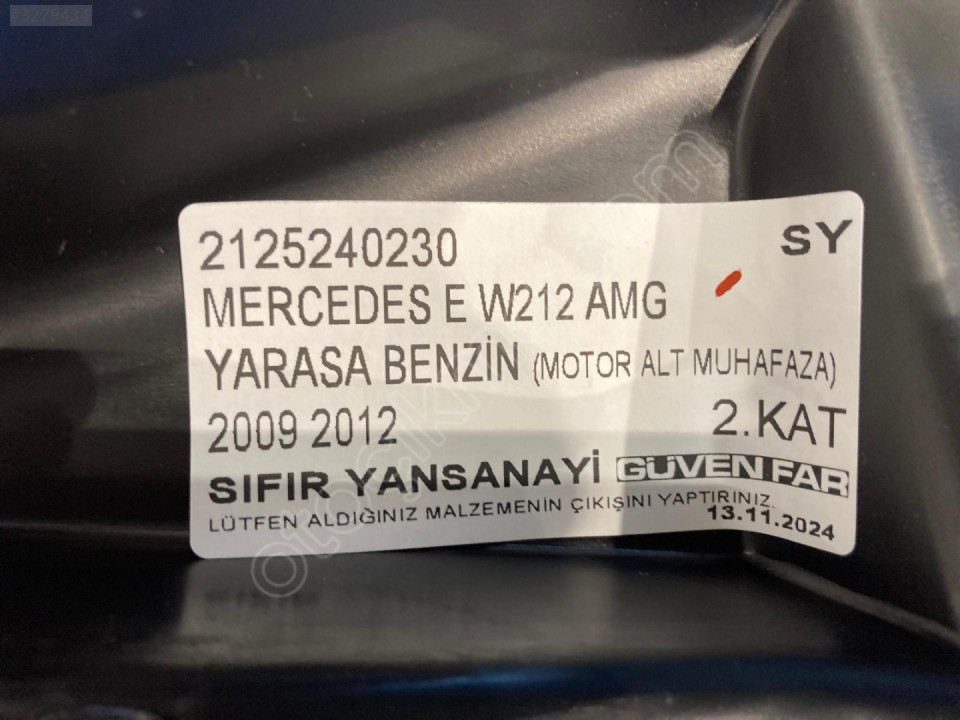 #3279434
2125240230
SY
MERCEDES E W212 AMG
YARASA BENZİN (MOTOR ALT MUHAFAZA)
2009 2012
2.KAT
SIFIR YANSANAYİ GÜVEN FAR
LÜTFEN ALDIĞINIZ MALZEMENİN ÇIKIŞINI YAPTIRINIZ.
13.11.2024